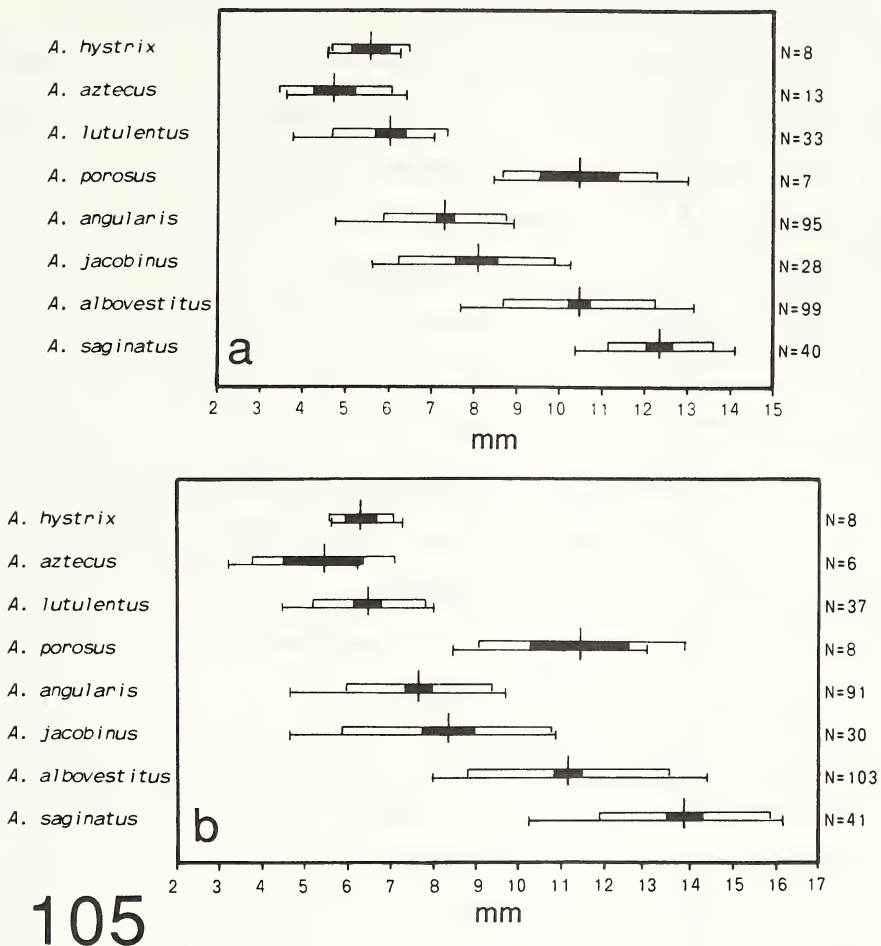 A. hystrix N=8
A. aztecus N=13
A. lutulentus N=33
A. porosus N=7
A. angularis N=95
A. jacobinus N=28
A. albovestitus N=99
A. saginatus N=40
a
2 3 4 5 6 7 8 9 10 11 12 13 14 15
mm
A. hystrix N=8
A. aztecus N=6
A. lutulentus N=37
A. porosus N=8
A. angularis N=91
A. jacobinus N=30
A. albovestitus N=103
A. saginatus N=41
b
2 3 4 5 6 7 8 9 10 11 12 13 14 15 16 17
mm
105